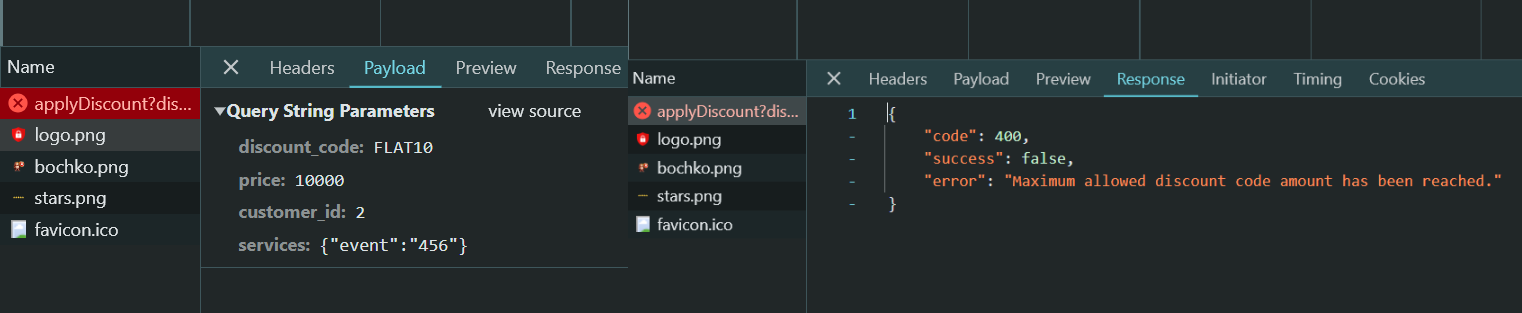 Name
Headers Payload Preview Response
applyDiscount?dis...
logo.png
bochko.png
stars.png
favicon.ico
Query String Parameters view source
discount_code: FLAT10
price: 10000
customer_id: 2
services: {"event":"456"}
Name
Headers Payload Preview Response Initiator Timing Cookies
applyDiscount?dis...
logo.png
bochko.png
stars.png
favicon.ico
1 {
- "code": 400,
- "success": false,
- "error": "Maximum allowed discount code amount has been reached."
- }